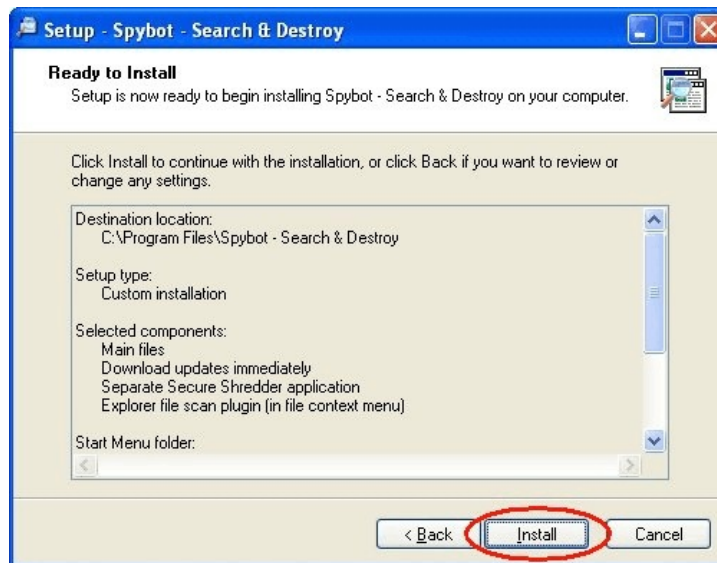 Setup - Spybot - Search & Destroy
Ready to Install
Setup is now ready to begin installing Spybot - Search & Destroy on your computer.
Click Install to continue with the installation, or click Back if you want to review or
change any settings.
Destination location:
C:\Program Files\Spybot - Search & Destroy
Setup type:
Custom installation
Selected components:
Main files
Download updates immediately
Separate Secure Shredder application
Explorer file scan plugin (in file context menu)
Start Menu folder:
< Back
Install
Cancel